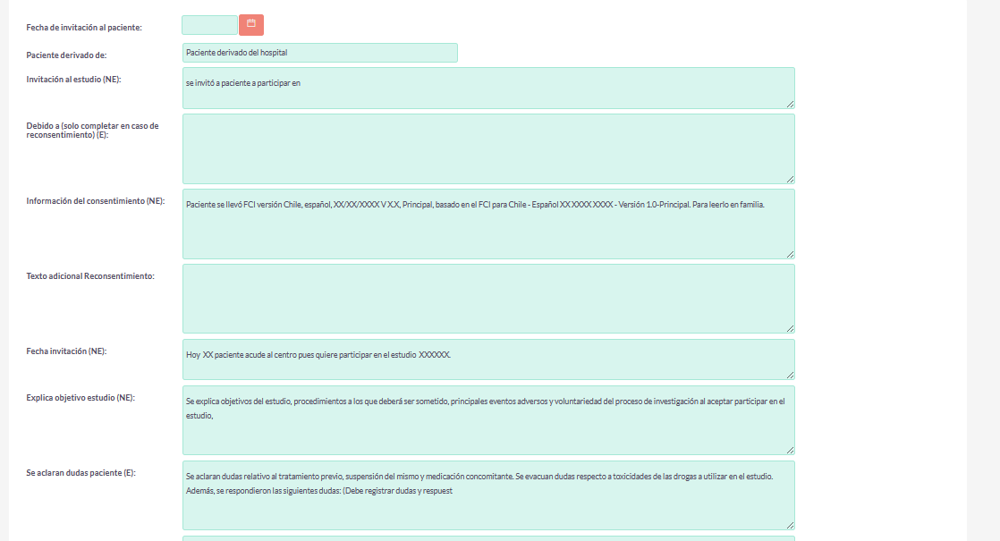 Fecha de invitación al paciente:
Paciente derivado de:
Paciente derivado del hospital
Invitación al estudio (NE):
se invitó a paciente a participar en
Debido a (solo completar en caso de
reconsentimiento) (E):
Información del consentimiento (NE):
Paciente se llevó FCI versión Chile, español, XX/XX/XXXX V X.X, Principal, basado en el FCI para Chile - Español XX XXXX XXXX - Versión 1.0-Principal. Para leerlo en familia.
Texto adicional Reconsentimiento:
Fecha invitación (NE):
Hoy XX paciente acude al centro pues quiere participar en el estudio XXXXXX.
Explica objetivo estudio (NE):
Se explica objetivos del estudio, procedimientos a los que deberá ser sometido, principales eventos adversos y voluntariedad del proceso de investigación al aceptar participar en el
estudio,
Se aclaran dudas paciente (E):
Se aclaran dudas relativo al tratamiento previo, suspensión del mismo y medicación concomitante. Se evacuan dudas respecto a toxicidades de las drogas a utilizar en el estudio.
Además, se respondieron las siguientes dudas: (Debe registrar dudas y respuest